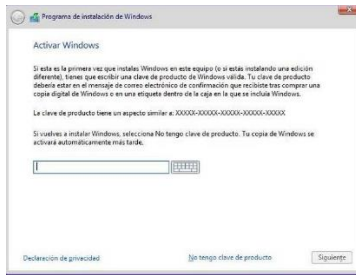 Programa de instalación de Windows
Activar Windows
Si esta es la primera vez que instalas Windows en este equipo (o si estás instalando una edición
diferente), tienes que escribir una clave de producto de Windows válida. Tu clave de producto
debería estar en el mensaje de correo electrónico de confirmación que recibiste tras comprar una
copia digital de Windows o en una etiqueta dentro de la caja en la que se incluía Windows.
La clave de producto tiene un aspecto similar a: XXXXX-XXXXX-XXXXX-XXXXX-XXXXX
Si vuelves a instalar Windows, selecciona No tengo clave de producto. Tu copia de Windows se
activará automáticamente más tarde.
Declaración de privacidad
No tengo clave de producto
Siguiente